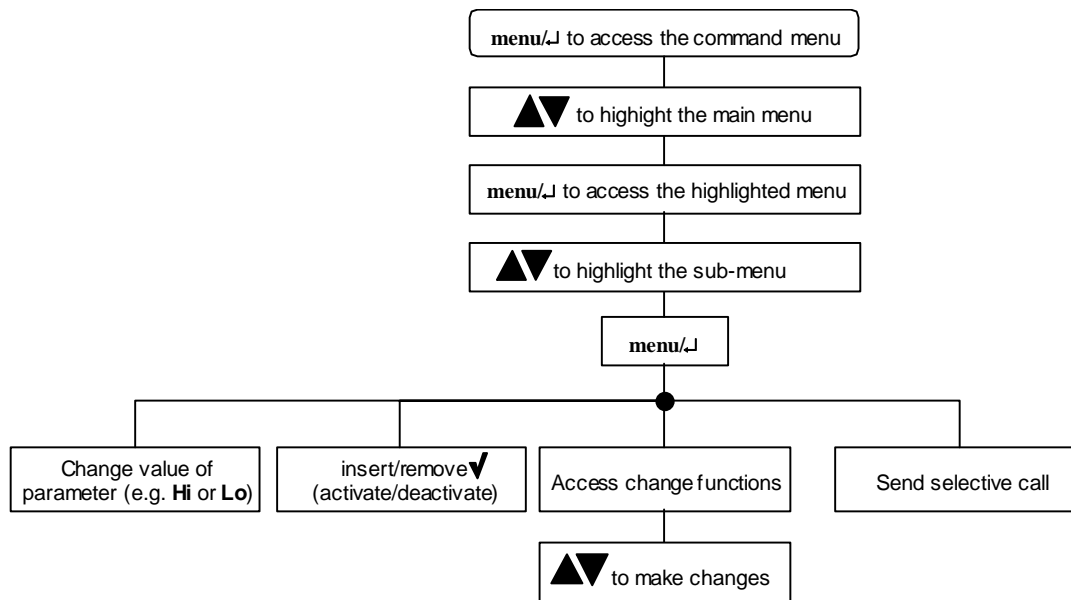 menu/↵ to access the command menu
▲▼ to highight the main menu
menu/↵ to access the highlighted menu
▲▼ to highlight the sub-menu
menu/↵
Change value of
parameter (e.g. Hi or Lo)
insert/remove ✓
(activate/deactivate)
Access change functions
Send selective call
▲▼ to make changes